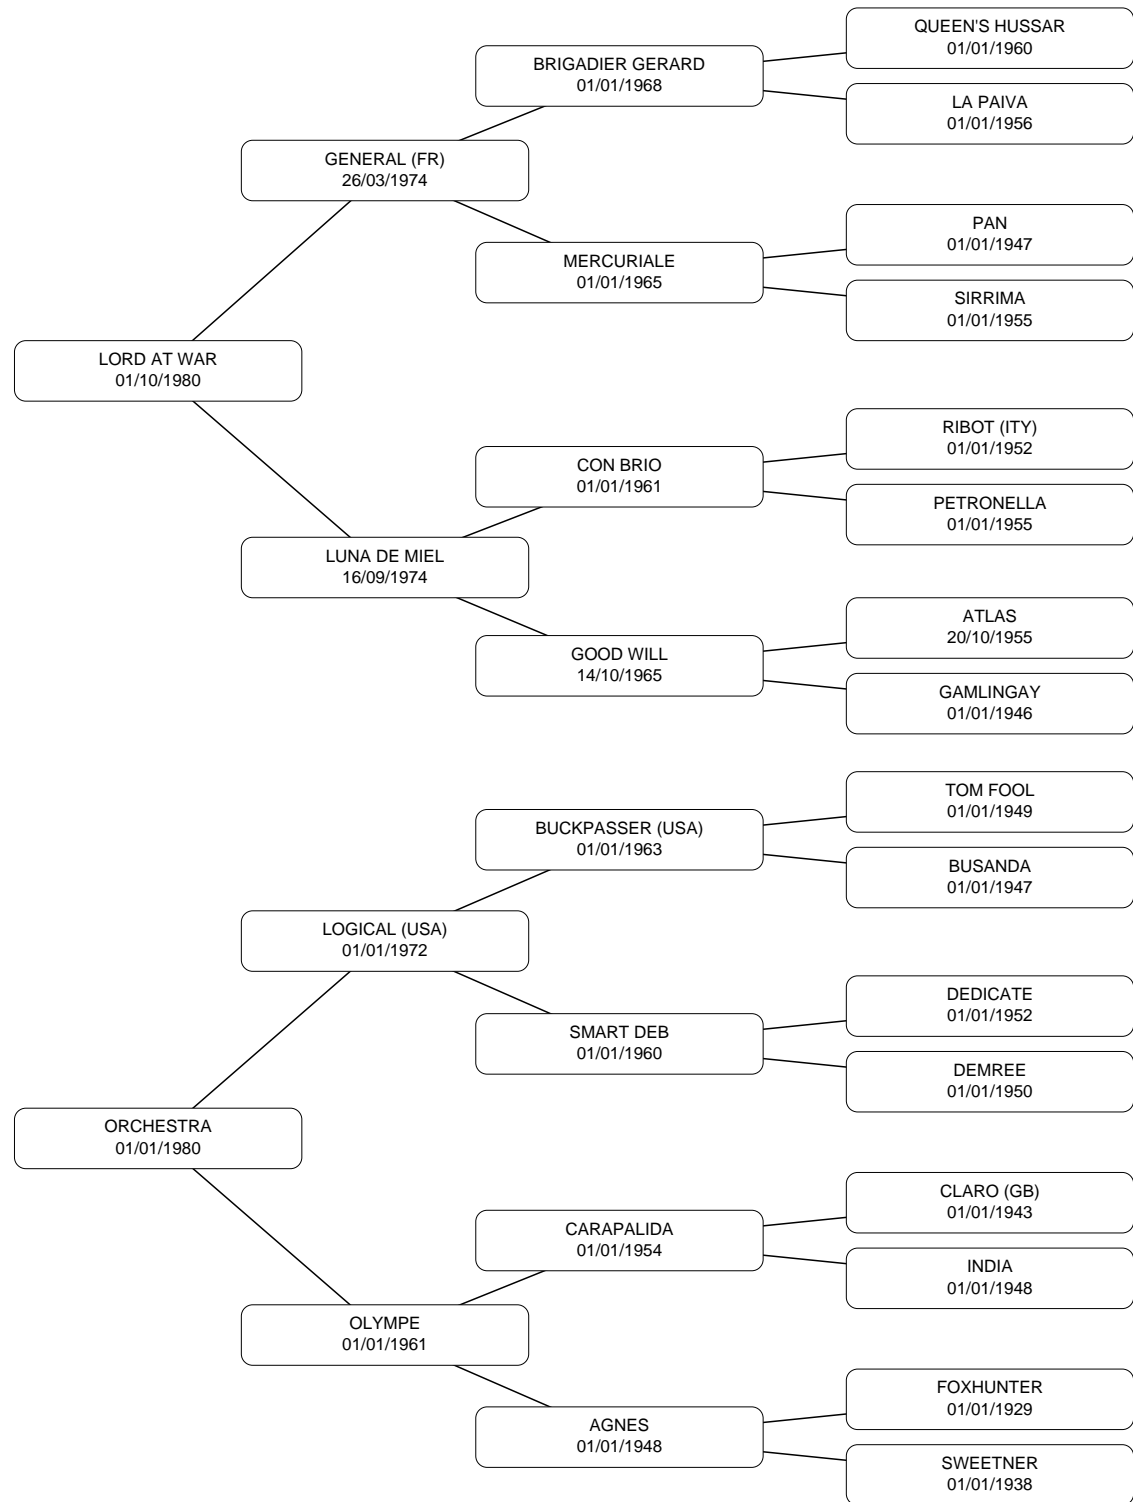 QUEEN'S HUSSAR
01/01/1960
BRIGADIER GERARD
01/01/1968
LA PAIVA
01/01/1956
GENERAL (FR)
26/03/1974
PAN
01/01/1947
MERCURIALE
01/01/1965
SIRRIMA
01/01/1955
LORD AT WAR
01/10/1980
RIBOT (ITY)
01/01/1952
CON BRIO
01/01/1961
PETRONELLA
01/01/1955
LUNA DE MIEL
16/09/1974
ATLAS
20/10/1955
GOOD WILL
14/10/1965
GAMLINGAY
01/01/1946
TOM FOOL
01/01/1949
BUCKPASSER (USA)
01/01/1963
BUSANDA
01/01/1947
LOGICAL (USA)
01/01/1972
DEDICATE
01/01/1952
SMART DEB
01/01/1960
DEMREE
01/01/1950
ORCHESTRA
01/01/1980
CLARO (GB)
01/01/1943
CARAPALIDA
01/01/1954
INDIA
01/01/1948
OLYMPE
01/01/1961
FOXHUNTER
01/01/1929
AGNES
01/01/1948
SWEETNER
01/01/1938